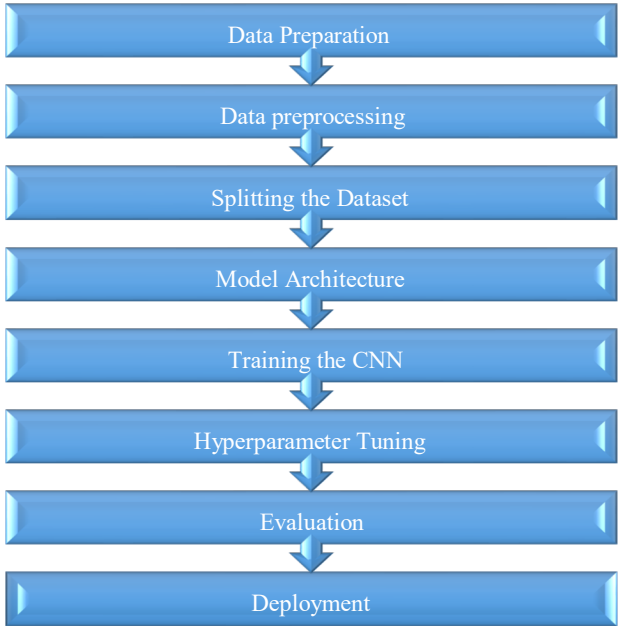 Data Preparation
Data preprocessing
Splitting the Dataset
Model Architecture
Training the CNN
Hyperparameter Tuning
Evaluation
Deployment